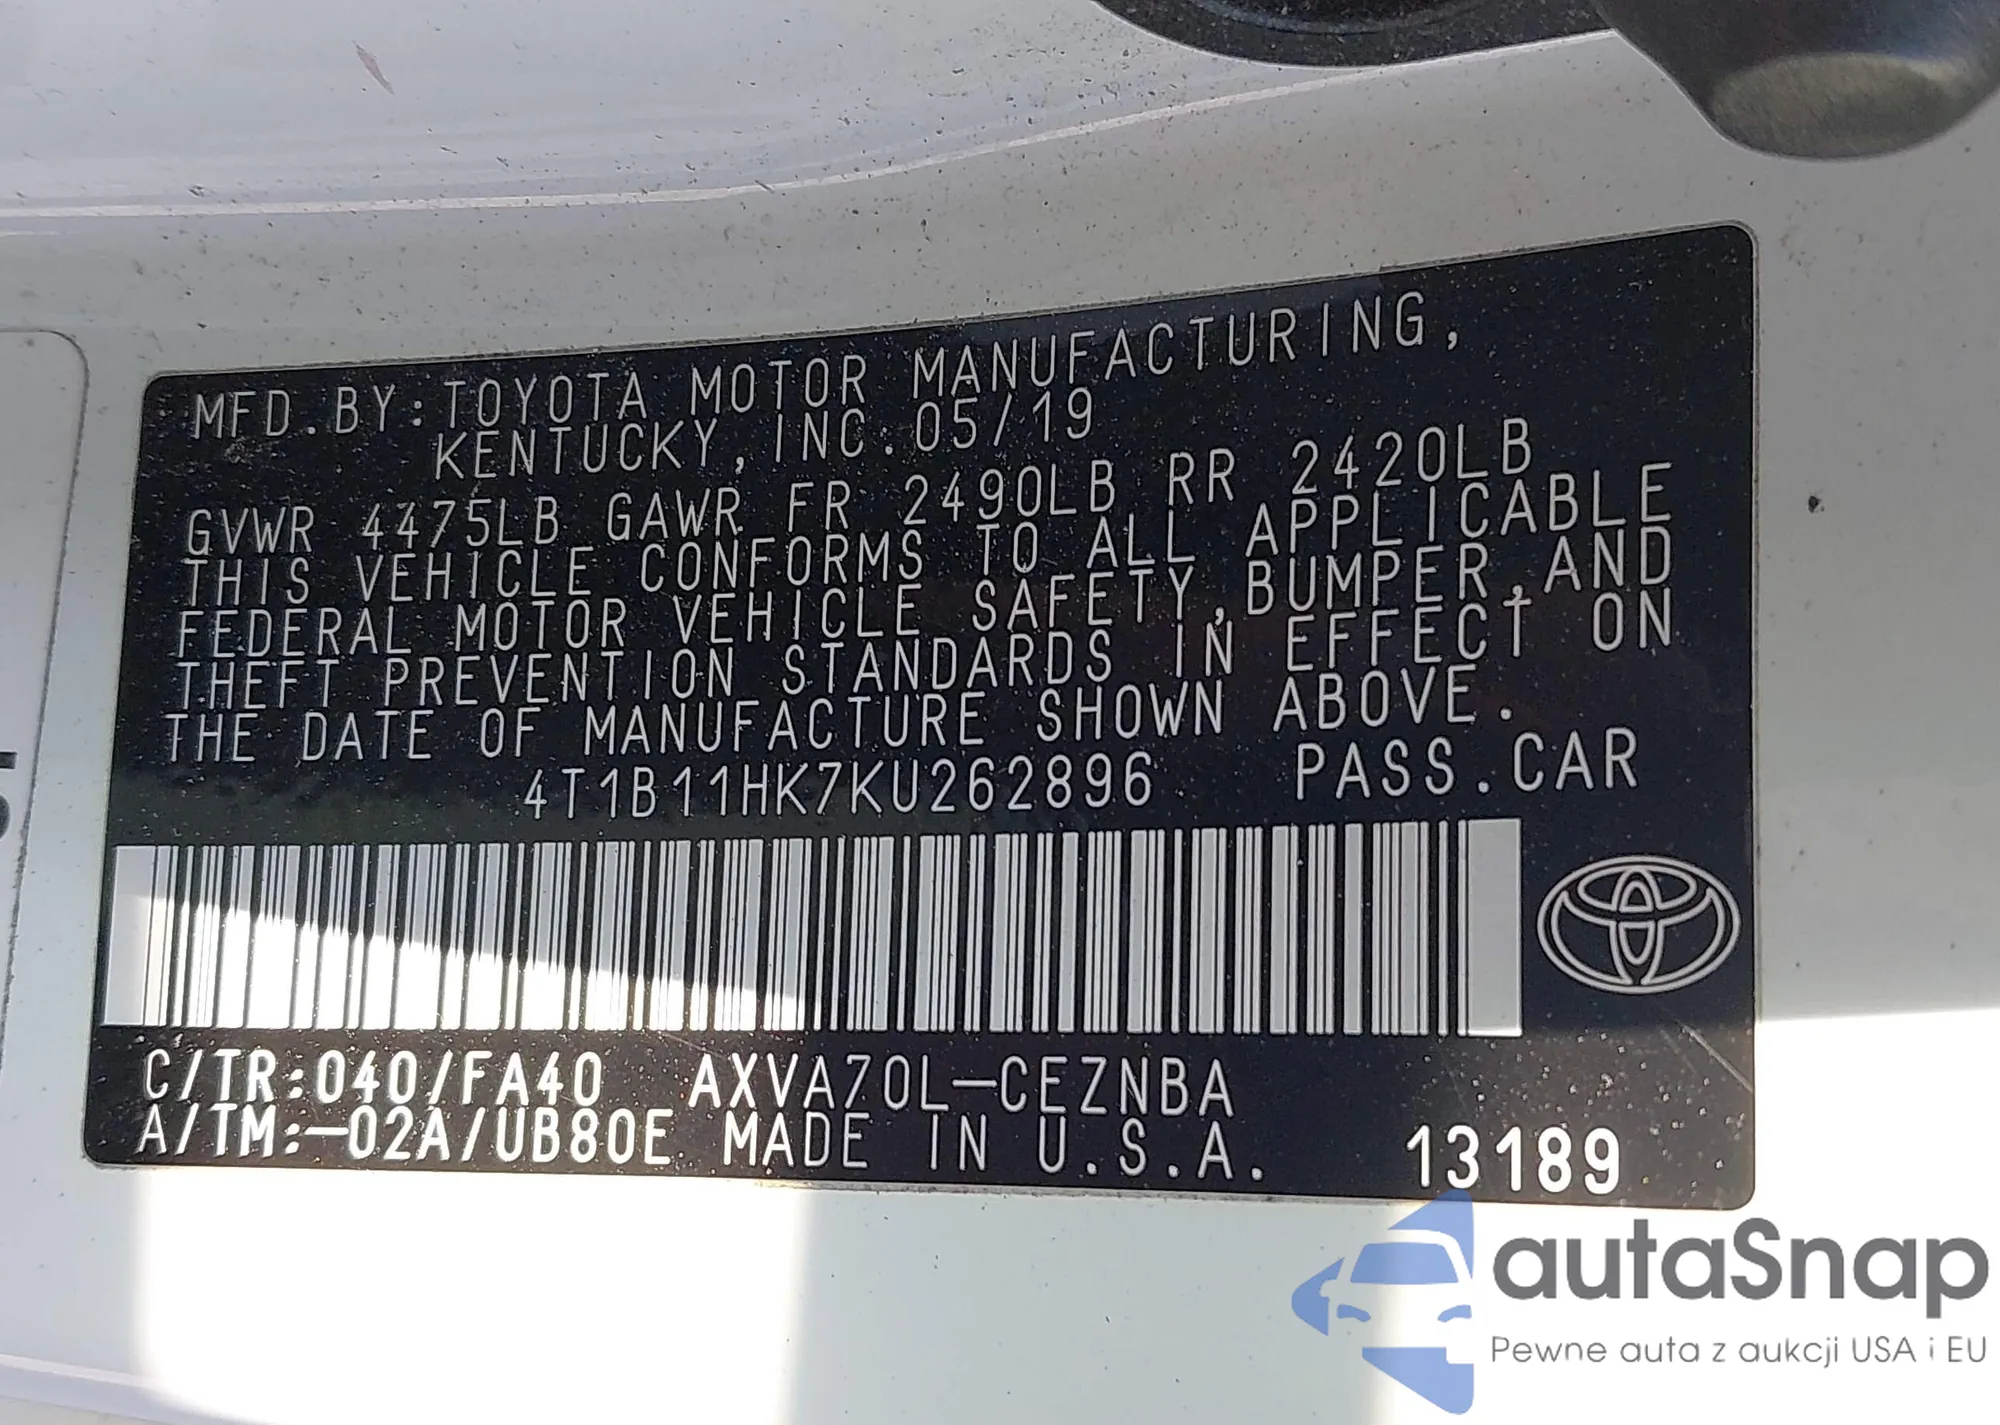 MFD.BY:TOYOTA MOTOR MANUFACTURING,
KENTUCKY, INC. 05/19
GVWR 4475LB GAWR FR 2490LB RR 2420LB
THIS VEHICLE CONFORMS TO ALL APPLICABLE
FEDERAL MOTOR VEHICLE SAFETY,BUMPER,AND
THEFT PREVENTION STANDARDS IN EFFECT ON
THE DATE OF MANUFACTURE SHOWN ABOVE.
4T1B11HK7KU262896 PASS.CAR
C/TR:040/FA40 AXVA70L-CEZNBA
A/TM:-02A/UB80E MADE IN U.S.A. 13189
autaSnap
Pewne auta z aukcji USA i EU